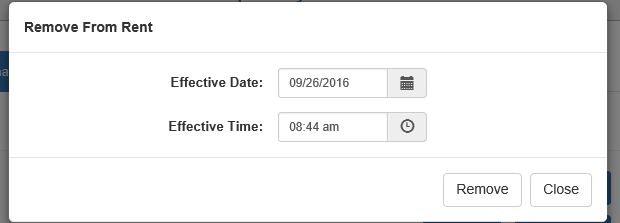 Remove From Rent
Effective Date: 09/26/2016
Effective Time: 08:44 am
Remove Close